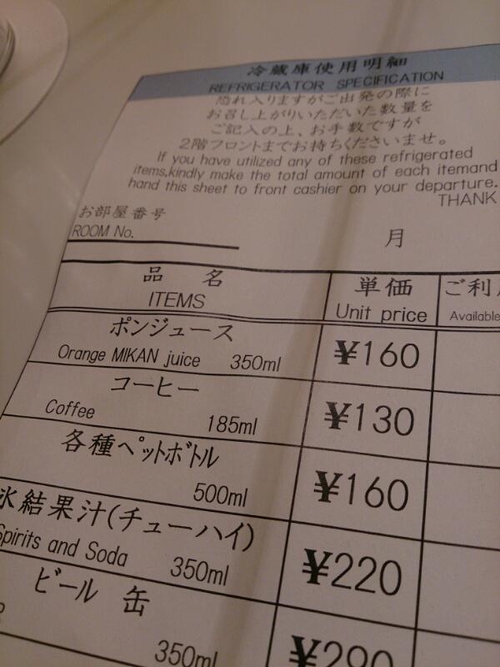 冷蔵庫使用明細
REFRIGERATOR SPECIFICATION
恐れ入りますがご出発の際に
お召し上がりいただいた数量を
ご記入の上、お手数ですが
2階フロントまでお持ちくださいませ。
If you have utilized any of these refrigerated
items,kindly make the total amount of each itemand
hand this sheet to front cashier on your departure.
THANK
お部屋番号
ROOM No.
月
品 名 単価 ご利
ITEMS Unit price Available
ポンジュース
Orange MIKAN juice 350ml ¥160
コーヒー
Coffee 185ml ¥130
各種ペットボトル
500ml ¥160
氷結果汁(チューハイ)
Spirits and Soda 350ml ¥220
ビール 缶
350ml ¥290